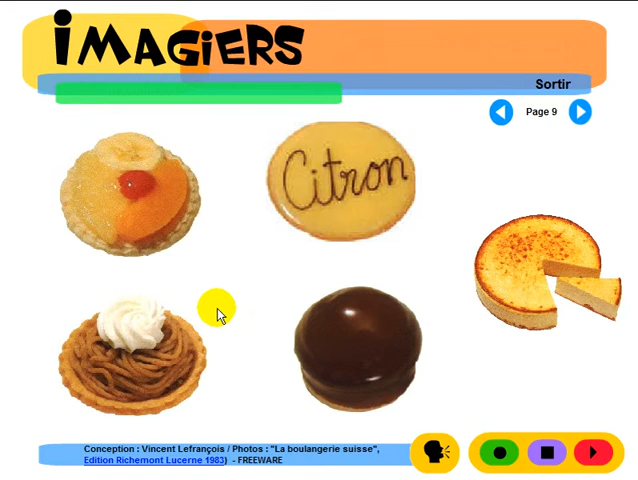 iMAGiERS
Sortir
Page 9
Citron
Conception : Vincent Lefrançois / Photos : "La boulangerie suisse",
Edition Richemont Lucerne 1983) - FREEWARE